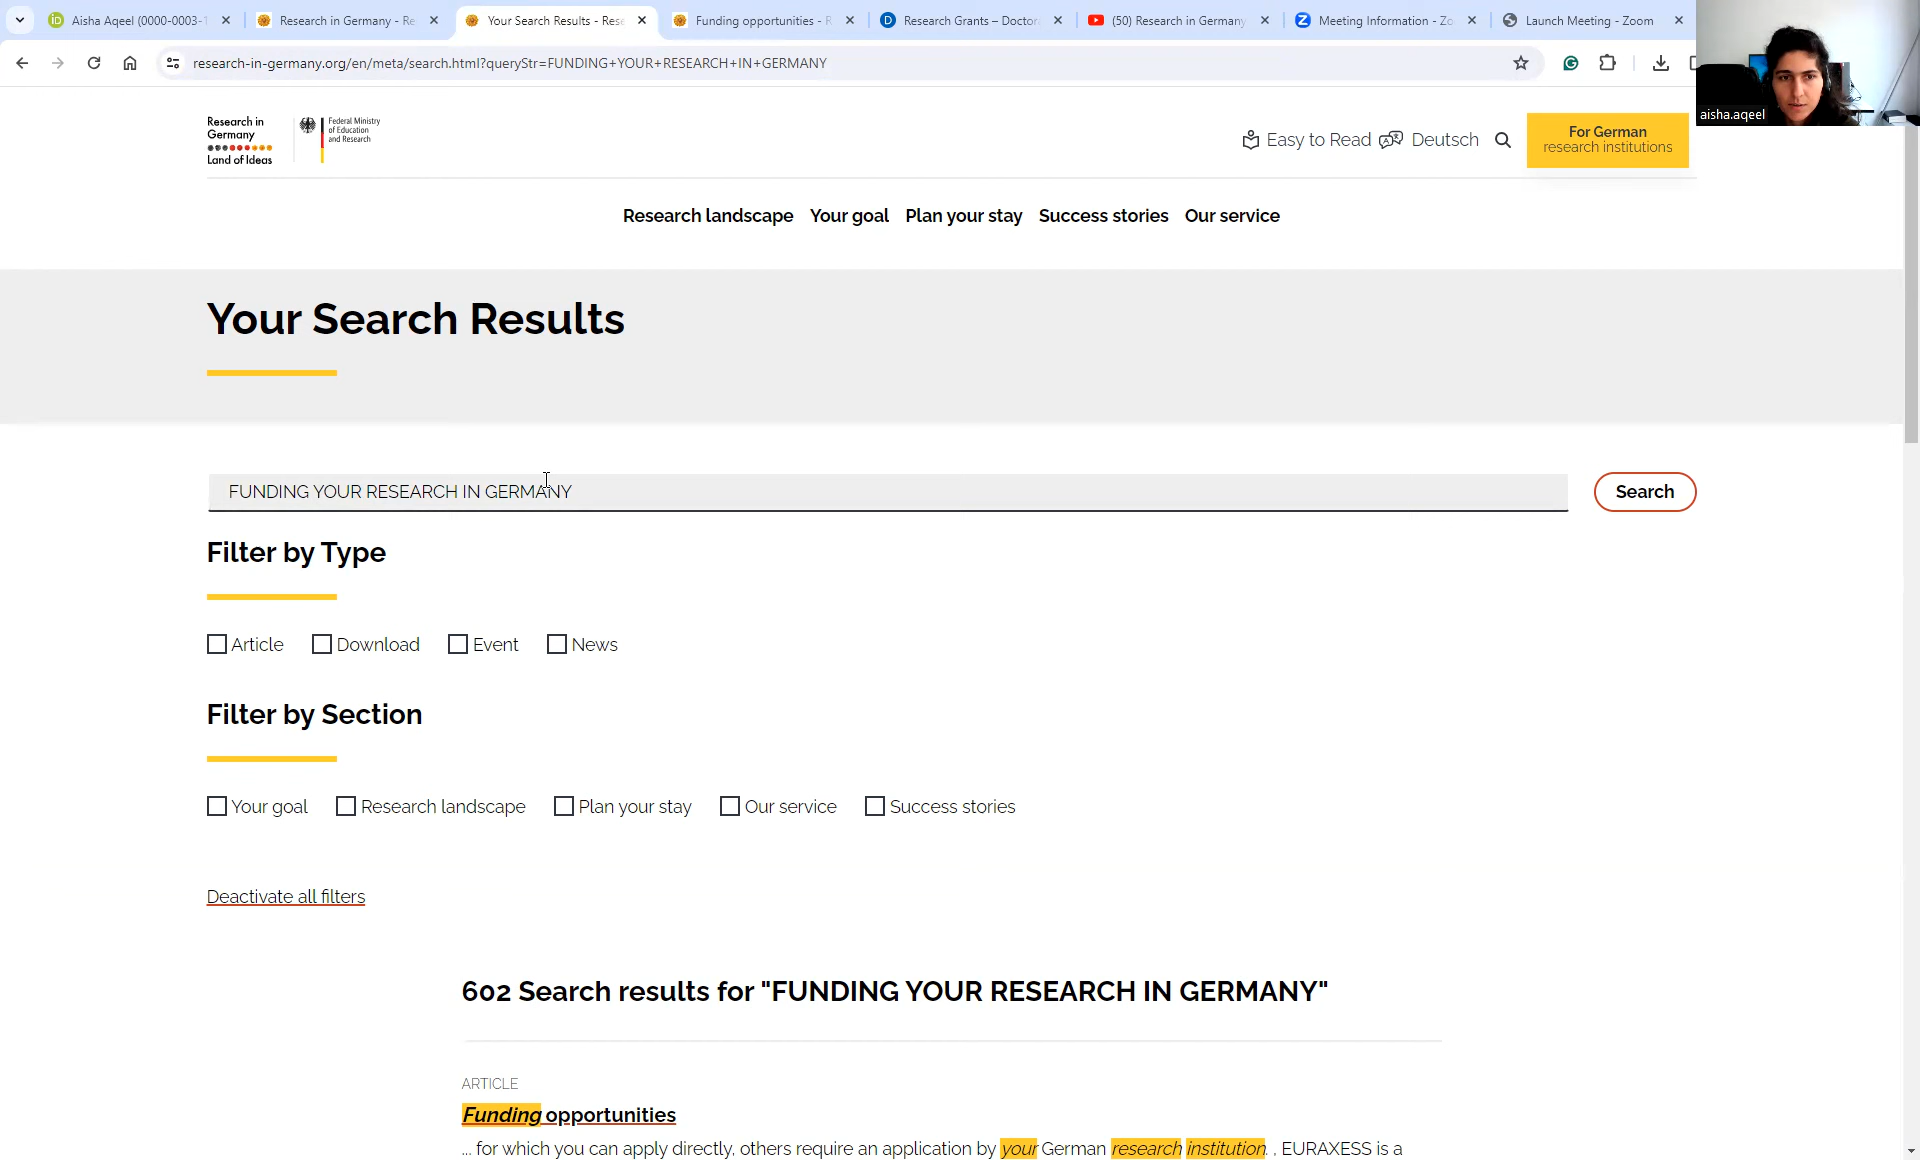 Aisha Aqeel (0000-0003-1
Research in Germany - Re
Your Search Results - Rese
Funding opportunities - R
Research Grants – Doctor
(50) Research in Germany
Meeting Information - Zo
Launch Meeting - Zoom
research-in-germany.org/en/meta/search.html?queryStr=FUNDING+YOUR+RESEARCH+IN+GERMANY
aisha.aqeel
Research in
Germany
Land of Ideas
Federal Ministry
of Education
and Research
Easy to Read
Deutsch
For German
research institutions
Research landscape Your goal Plan your stay Success stories Our service
Your Search Results
FUNDING YOUR RESEARCH IN GERMANY
Search
Filter by Type
Article Download Event News
Filter by Section
Your goal Research landscape Plan your stay Our service Success stories
Deactivate all filters
602 Search results for "FUNDING YOUR RESEARCH IN GERMANY"
ARTICLE
Funding opportunities
... for which you can apply directly, others require an application by your German research institution. , EURAXESS is a